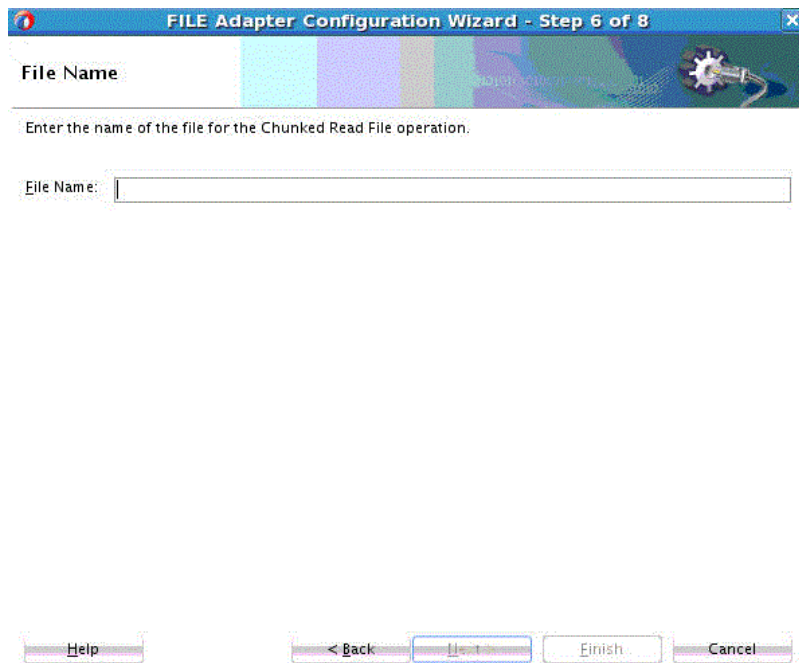 FILE Adapter Configuration Wizard - Step 6 of 8
File Name
Enter the name of the file for the Chunked Read File operation.
File Name:
Help
< Back
Next >
Finish
Cancel